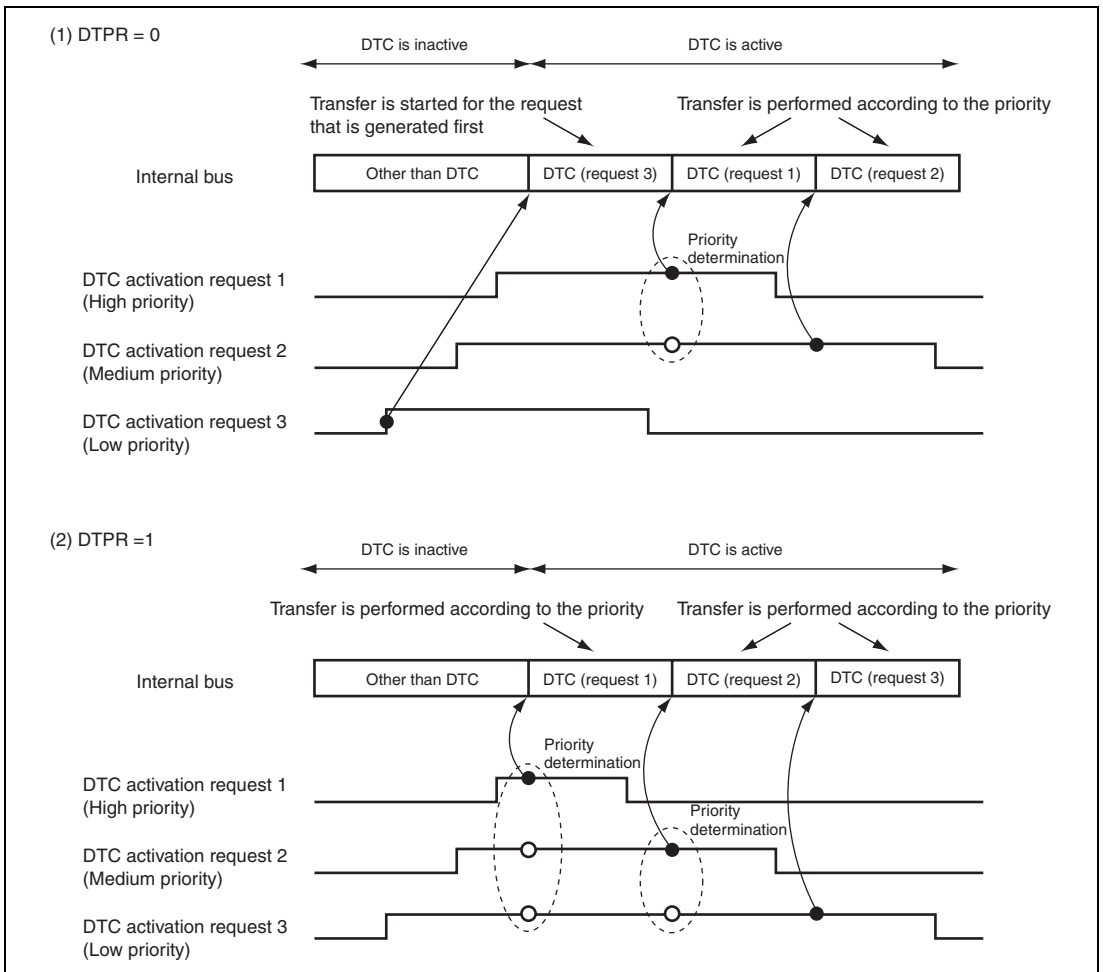 (1) DTPR = 0
DTC is inactive
DTC is active
Transfer is started for the request
that is generated first
Transfer is performed according to the priority
Internal bus
Other than DTC
DTC (request 3)
DTC (request 1)
DTC (request 2)
Priority
determination
DTC activation request 1
(High priority)
DTC activation request 2
(Medium priority)
DTC activation request 3
(Low priority)
(2) DTPR =1
DTC is inactive
DTC is active
Transfer is performed according to the priority
Transfer is performed according to the priority
Internal bus
Other than DTC
DTC (request 1)
DTC (request 2)
DTC (request 3)
Priority
determination
DTC activation request 1
(High priority)
Priority
determination
DTC activation request 2
(Medium priority)
DTC activation request 3
(Low priority)